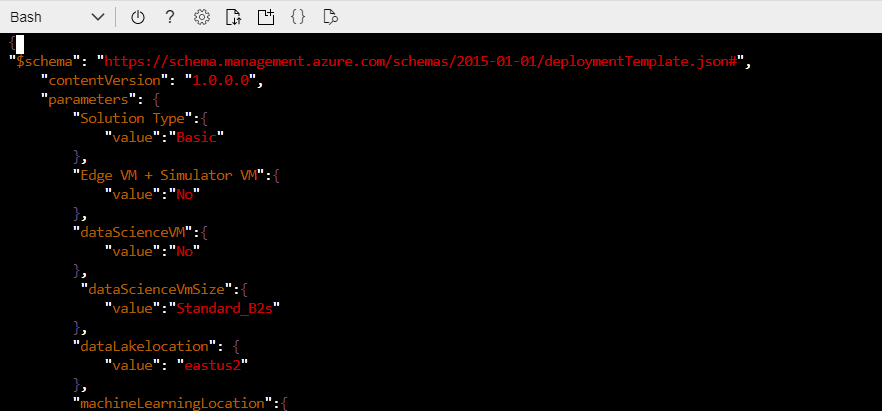 Bash
{
"$schema": "https://schema.management.azure.com/schemas/2015-01-01/deploymentTemplate.json#",
    "contentVersion": "1.0.0.0",
    "parameters": {
        "Solution Type":{
            "value":"Basic"
        },
        "Edge VM + Simulator VM":{
            "value":"No"
        },
        "dataScienceVM":{
            "value":"No"
        },
         "dataScienceVmSize":{
            "value":"Standard_B2s"
        },
        "dataLakelocation": {
            "value": "eastus2"
        },
        "machineLearningLocation":{